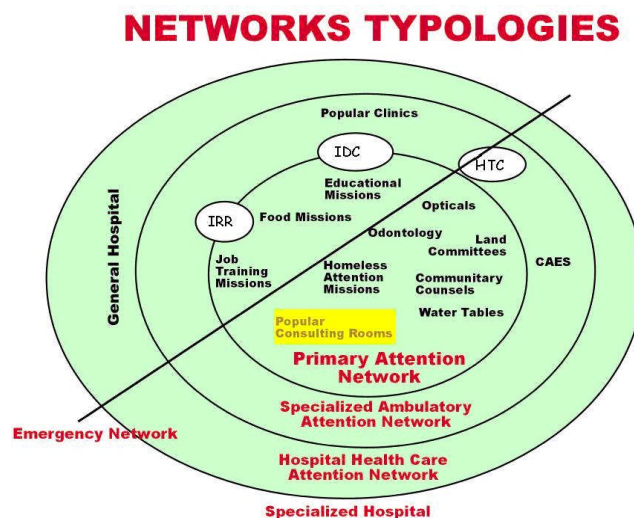 NETWORKS TYPOLOGIES
Popular Clinics
IDC
HTC
Educational
Missions
Opticals
IRR
Food Missions
Odontology
Land
Committees
General Hospital
Job
Training
Missions
Homeless
Attention
Missions
Communitary
Counsels
CAES
Water Tables
Popular
Consulting Rooms
Primary Attention
Network
Specialized Ambulatory
Attention Network
Emergency Network
Hospital Health Care
Attention Network
Specialized Hospital